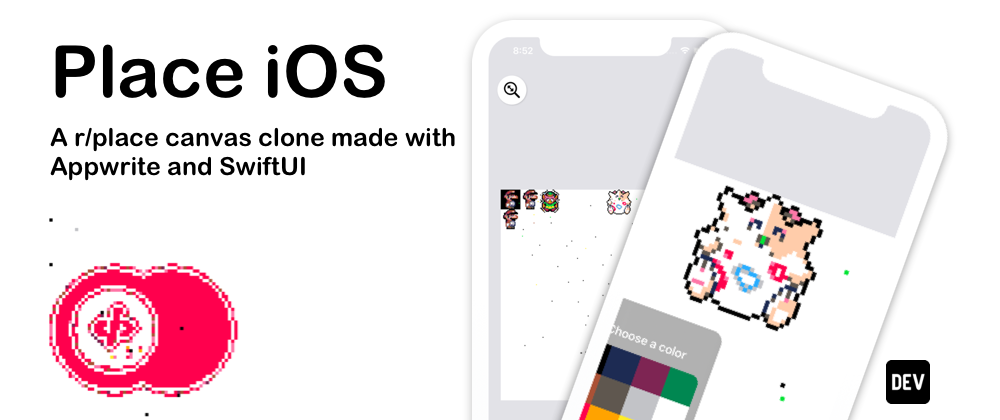 Place iOS
A r/place canvas clone made with
Appwrite and SwiftUI
8:52
Choose a color
DEV